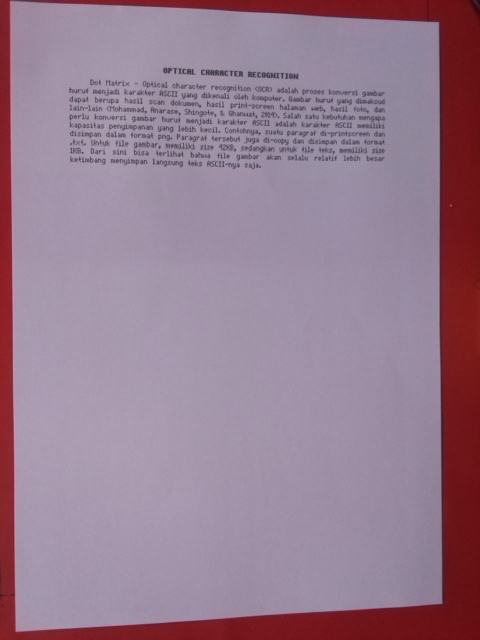 OPTICAL CHARACTER RECOGNITION
Dot Matrix - Optical character recognition (OCR) adalah proses konversi gambar
huruf menjadi karakter ASCII yang dikenali oleh komputer. Gambar huruf yang dimaksud
dapat berupa hasil scan dokumen, hasil print-screen halaman web, hasil foto, dan
lain-lain (Mohammad, Anarase, Shingote, & Ghanwat, 2014). Salah satu kebutuhan mengapa
perlu konversi gambar huruf menjadi karakter ASCII adalah karakter ASCII memiliki
kapasitas penyimpanan yang lebih kecil. Contohnya, suatu paragraf di-printscreen dan
disimpan dalam format png. Paragraf tersebut juga di-copy dan disimpan dalam format
.txt. Untuk file gambar, memiliki size 42KB, sedangkan untuk file teks, memiliki size
1KB. Dari sini bisa terlihat bahwa file gambar akan selalu relatif lebih besar
ketimbang menyimpan langsung teks ASCII-nya saja.